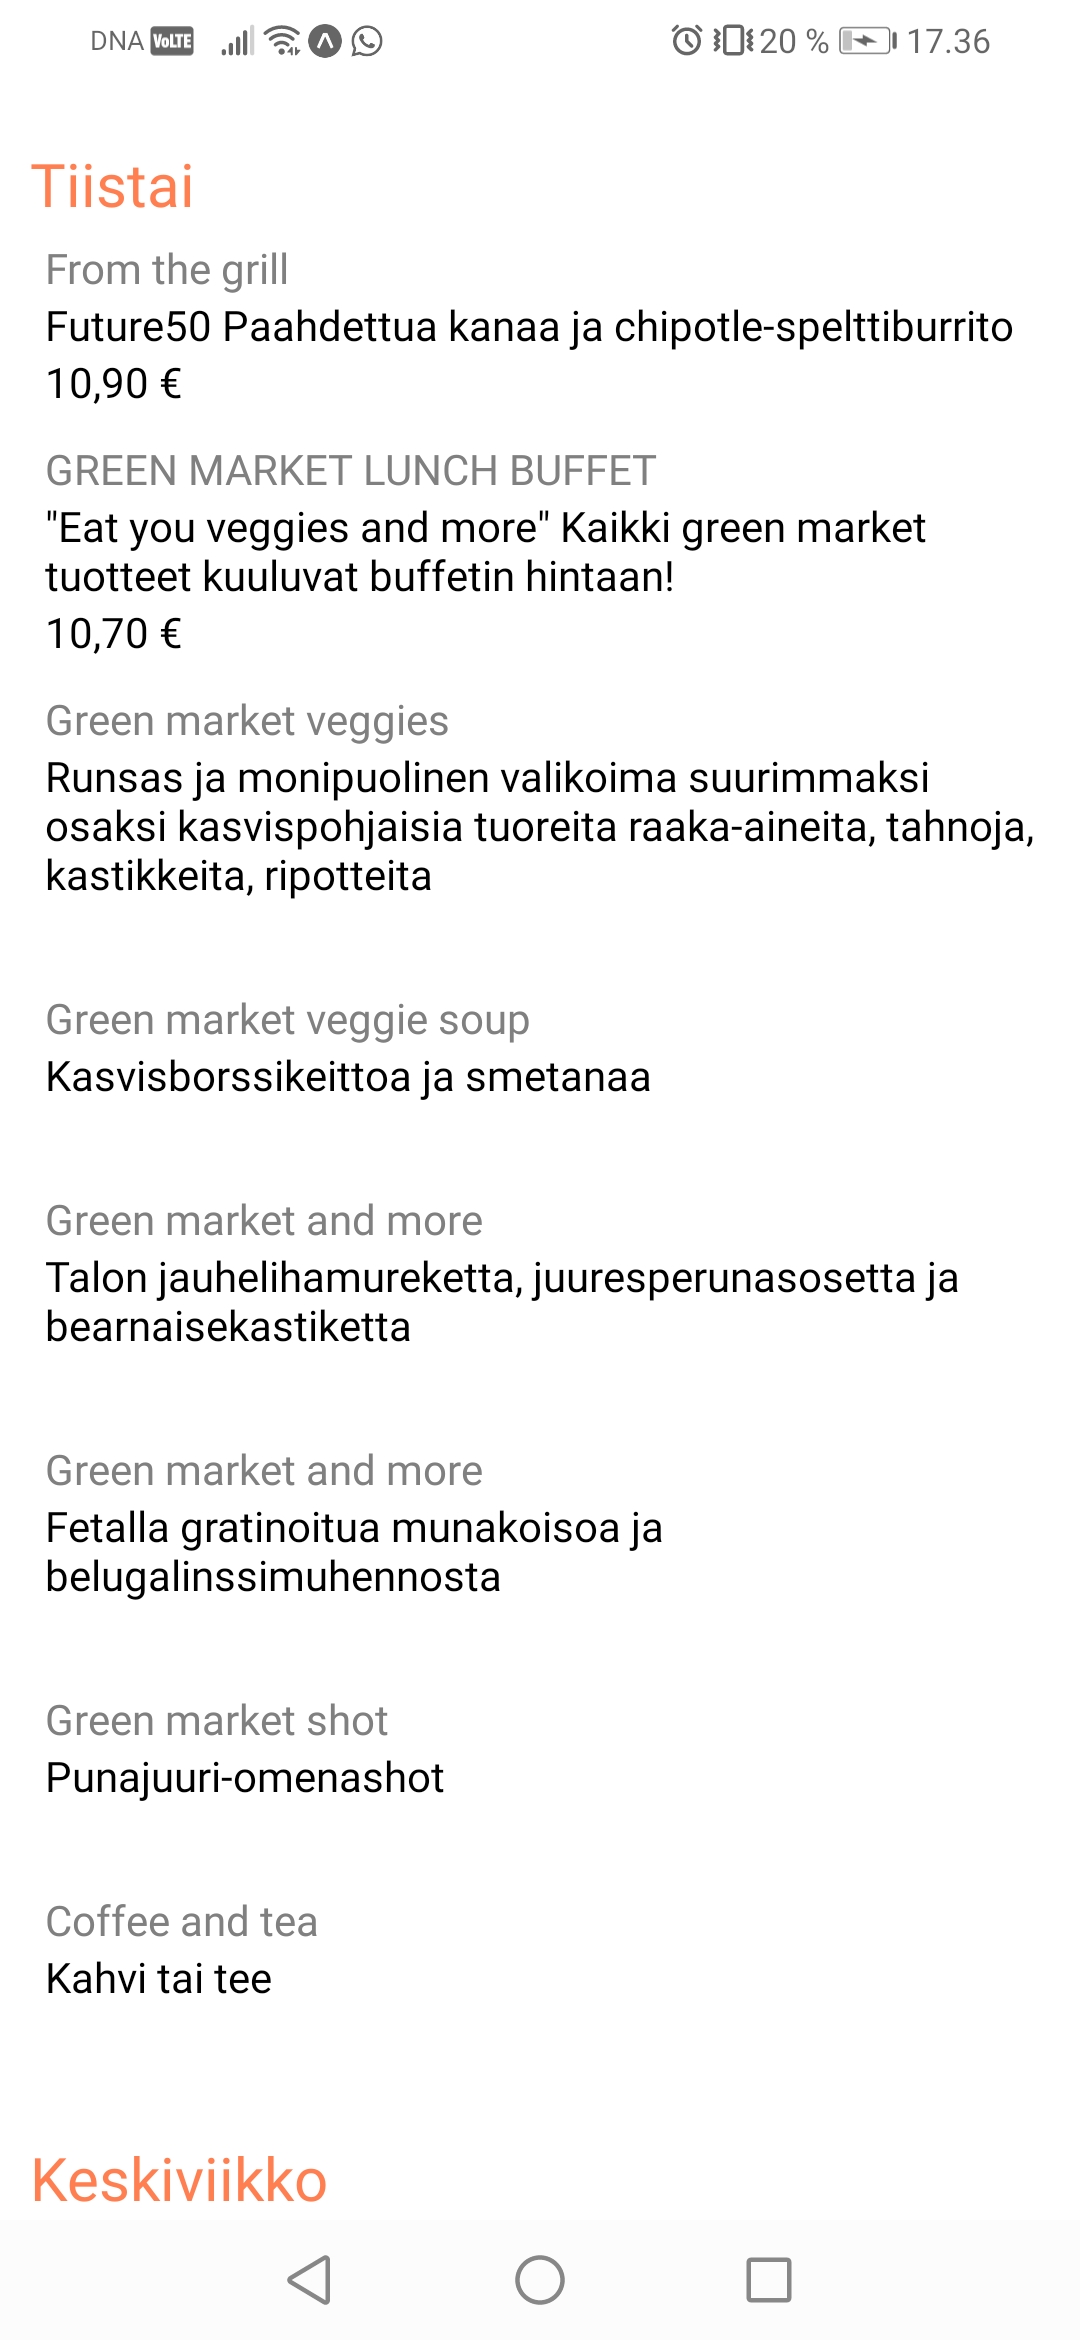 DNA VoLTE 20 % 17.36
Tiistai
From the grill
Future50 Paahdettua kanaa ja chipotle-spelttiburrito
10,90 €
GREEN MARKET LUNCH BUFFET
"Eat you veggies and more" Kaikki green market
tuotteet kuuluvat buffetin hintaan!
10,70 €
Green market veggies
Runsas ja monipuolinen valikoima suurimmaksi
osaksi kasvispohjaisia tuoreita raaka-aineita, tahnoja,
kastikkeita, ripotteita
Green market veggie soup
Kasvisborssikeittoa ja smetanaa
Green market and more
Talon jauhelihamureketta, juuresperunasosetta ja
bearnaisekastiketta
Green market and more
Fetalla gratinoitua munakoisoa ja
belugalinssimuhennosta
Green market shot
Punajuuri-omenashot
Coffee and tea
Kahvi tai tee
Keskiviikko